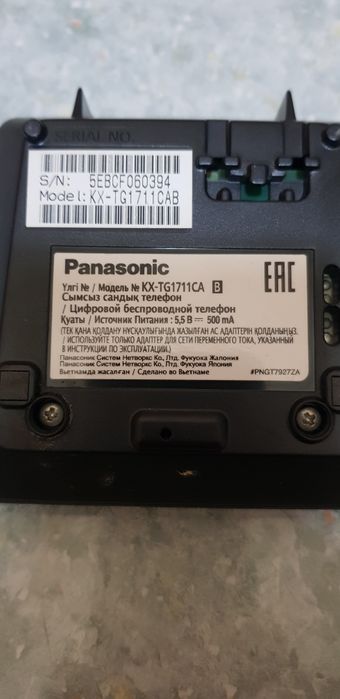 SERIAL NO.
S/N: 5EBCF060394
Model: KX-TG1711CAB
Panasonic EAC
Үлгі № / Модель № KX-TG1711CA B
Сымсыз сандық телефон
/ Цифровой беспроводной телефон
Қуаты / Источник Питания : 5,5 В ⎓ 500 mA
(ТЕК ҚАНА ҚОЛДАНУ НҰСҚАУЛЫҒЫНДА ЖАЗЫЛҒАН АС АДАПТЕРІН ҚОЛДАНЫҢЫЗ.
/ ИСПОЛЬЗУЙТЕ ТОЛЬКО АДАПТЕР ДЛЯ СЕТИ ПЕРЕМЕННОГО ТОКА, УКАЗАННЫЙ
В ИНСТРУКЦИИ ПО ЭКСПЛУАТАЦИИ.)
Панасоник Систем Нетворкс Ко., Лтд. Фукуока Жапония
Панасоник Систем Нетворкс Ко., Лтд. Фукуока Япония
Вьетнамда жасалған / Сделано во Вьетнаме #PNGT7927ZA